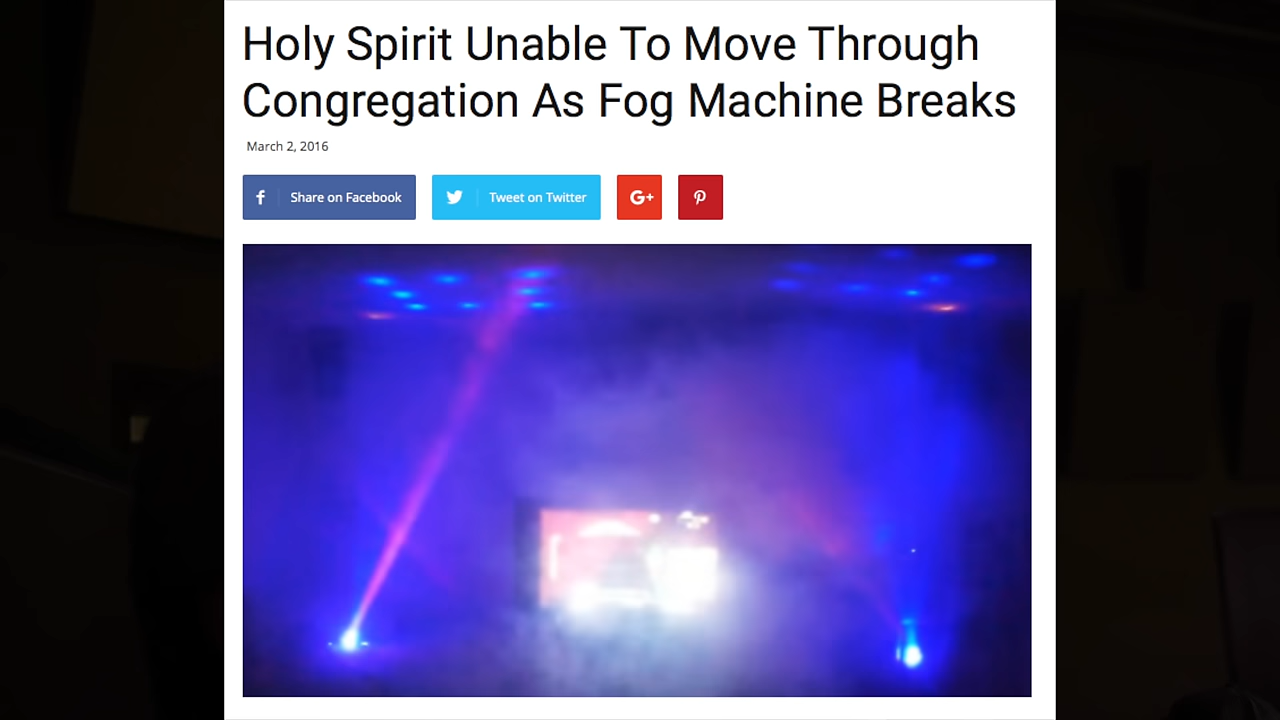 Holy Spirit Unable To Move Through
Congregation As Fog Machine Breaks
March 2, 2016
f Share on Facebook Tweet on Twitter G+